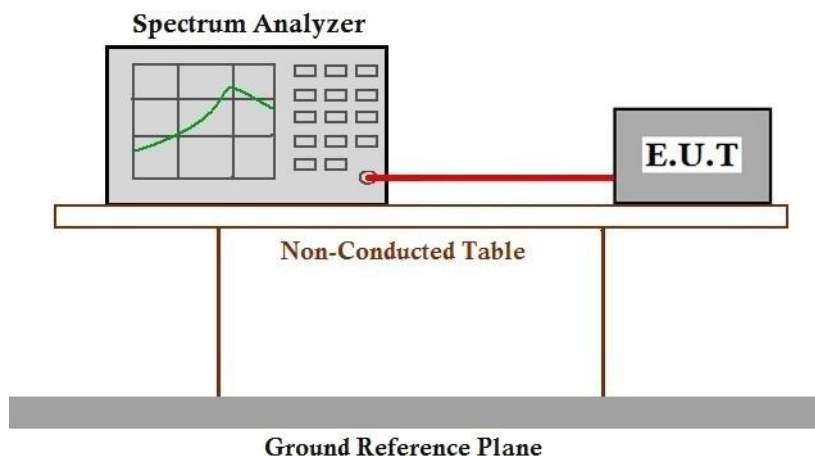 Spectrum Analyzer
E.U.T
Non-Conducted Table
Ground Reference Plane